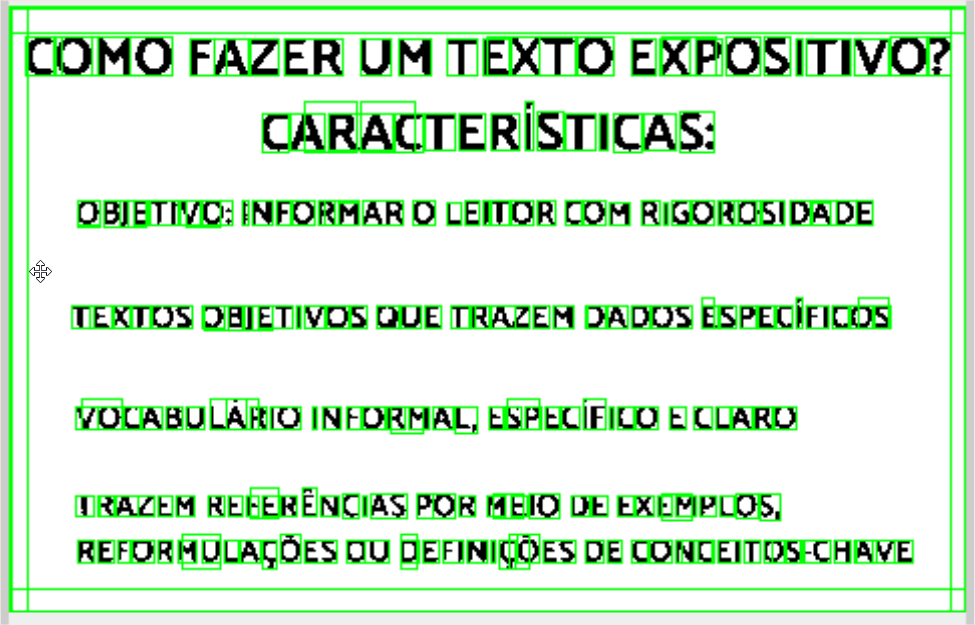 COMO FAZER UM TEXTO EXPOSITIVO?
CARACTERÍSTICAS:
OBJETIVO: INFORMAR O LEITOR COM RIGOROSIDADE
TEXTOS OBJETIVOS QUE TRAZEM DADOS ESPECÍFICOS
VOCABULÁRIO INFORMAL, ESPECÍFICO E CLARO
TRAZEM REFERÊNCIAS POR MEIO DE EXEMPLOS,
REFORMULAÇÕES OU DEFINIÇÕES DE CONCEITOS-CHAVE